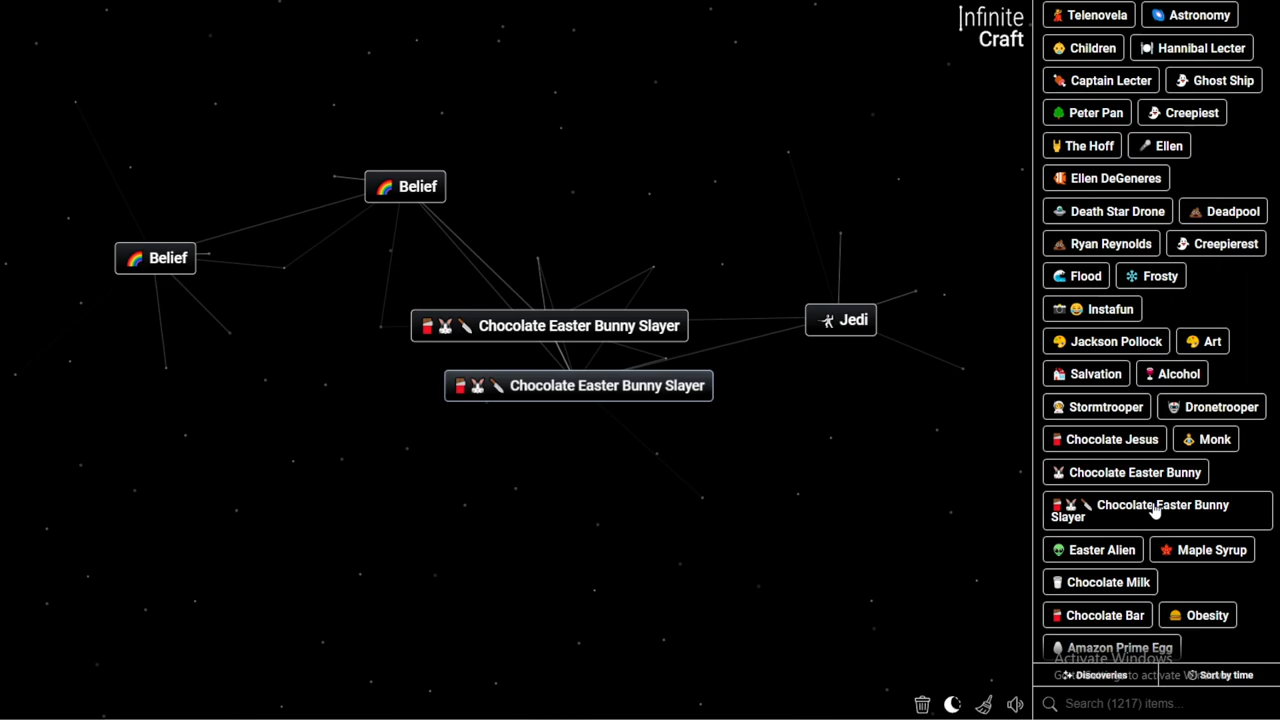 Infinite
Craft
Belief
Belief
Chocolate Easter Bunny Slayer
Jedi
Chocolate Easter Bunny Slayer
Telenovela
Astronomy
Children
Hannibal Lecter
Captain Lecter
Ghost Ship
Peter Pan
Creepiest
The Hoff
Ellen
Ellen DeGeneres
Death Star Drone
Deadpool
Ryan Reynolds
Creepierest
Flood
Frosty
Instafun
Jackson Pollock
Art
Salvation
Alcohol
Stormtrooper
Dronetrooper
Chocolate Jesus
Monk
Chocolate Easter Bunny
Chocolate Easter Bunny
Slayer
Easter Alien
Maple Syrup
Chocolate Milk
Chocolate Bar
Obesity
Amazon Prime Egg
Activate Windows
Go to to activate
Discoveries
Sort by time
Search (1217) items...